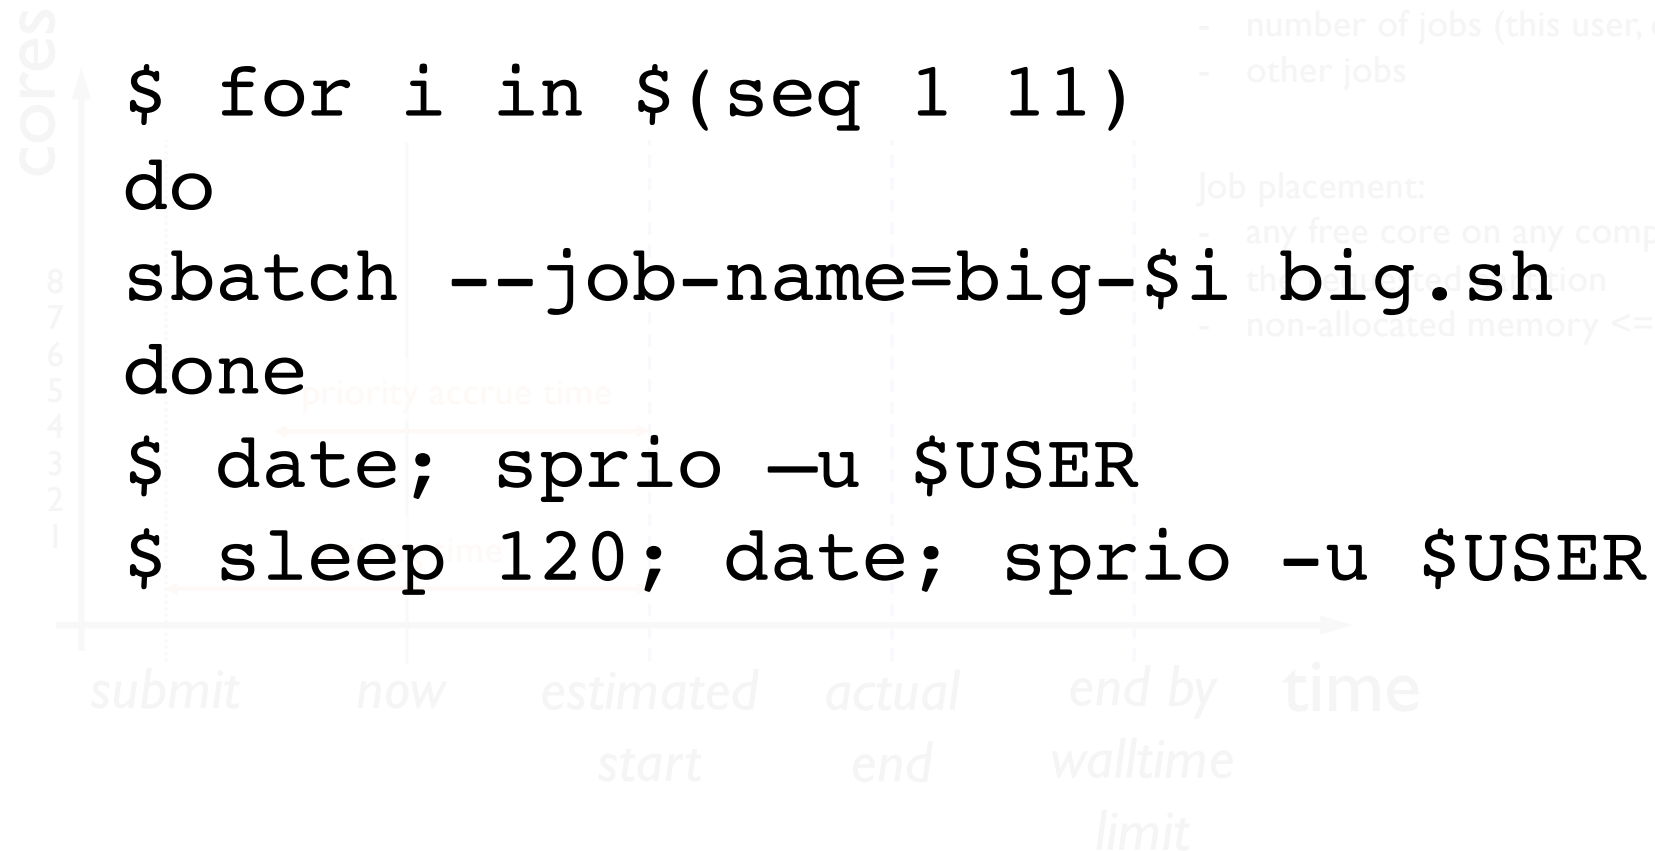 cores
- number of jobs (this user,
- other jobs
$ for i in $(seq 1 11)
do
Job placement:
- any free core on any comp
sbatch --job-name=big-$i big.sh
the requested partition
- non-allocated memory <=
done
priority accrue time
8
7
6
5
4
3
2
1
$ date; sprio –u $USER
$ sleep 120; date; sprio -u $USER
submit now estimated actual end by time
start end walltime
limit